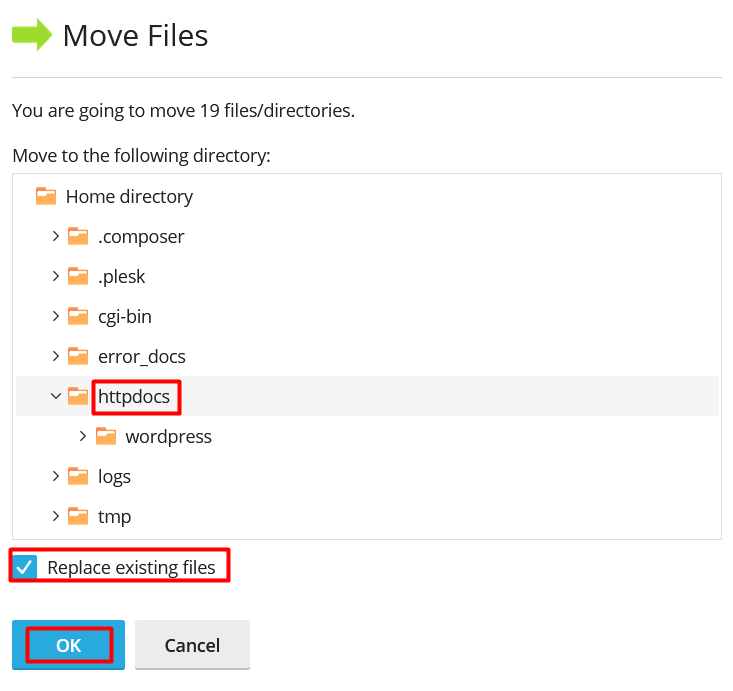 Move Files
You are going to move 19 files/directories.
Move to the following directory:
Home directory
.composer
.plesk
cgi-bin
error_docs
httpdocs
wordpress
logs
tmp
Replace existing files
OK Cancel